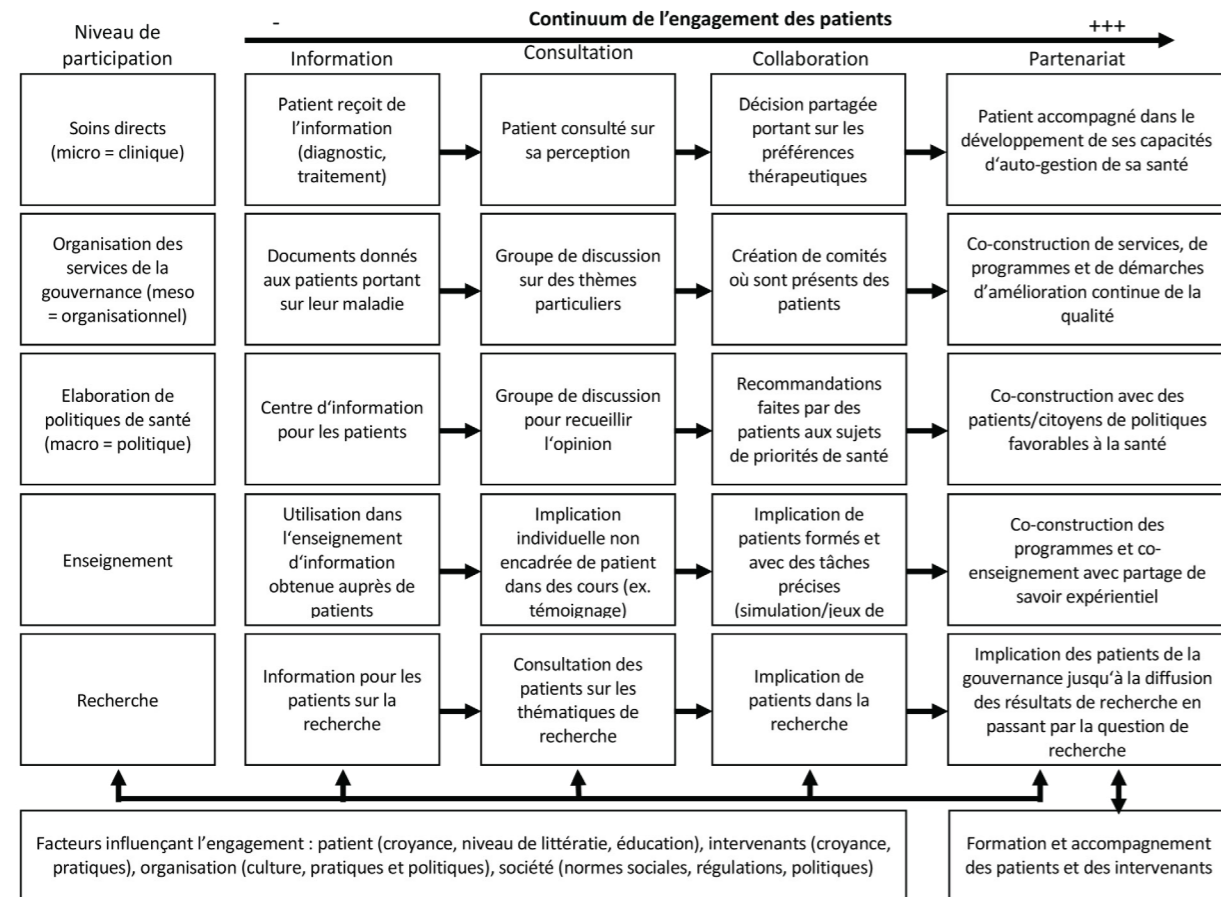 Continuum de l'engagement des patients
-
+++
Niveau de
participation
Information
Consultation
Collaboration
Partenariat
Soins directs
(micro = clinique)
Patient reçoit de
l'information
(diagnostic,
traitement)
Patient consulté sur
sa perception
Décision partagée
portant sur les
préférences
thérapeutiques
Patient accompagné dans le
développement de ses capacités
d'auto-gestion de sa santé
Organisation des
services de la
gouvernance (meso
= organisationnel)
Documents donnés
aux patients portant
sur leur maladie
Groupe de discussion
sur des thèmes
particuliers
Création de comités
où sont présents des
patients
Co-construction de services, de
programmes et de démarches
d'amélioration continue de la
qualité
Elaboration de
politiques de santé
(macro = politique)
Centre d'information
pour les patients
Groupe de discussion
pour recueillir
l'opinion
Recommandations
faites par des
patients aux sujets
de priorités de santé
Co-construction avec des
patients/citoyens de politiques
favorables à la santé
Enseignement
Utilisation dans
l'enseignement
d'information
obtenue auprès de
patients
Implication
individuelle non
encadrée de patient
dans des cours (ex.
témoignage)
Implication de
patients formés et
avec des tâches
précises
(simulation/jeux de
Co-construction des
programmes et co-
enseignement avec partage de
savoir expérientiel
Recherche
Information pour les
patients sur la
recherche
Consultation des
patients sur les
thématiques de
recherche
Implication de
patients dans la
recherche
Implication des patients de la
gouvernance jusqu'à la diffusion
des résultats de recherche en
passant par la question de
recherche
Facteurs influençant l'engagement : patient (croyance, niveau de littératie, éducation), intervenants (croyance,
pratiques), organisation (culture, pratiques et politiques), société (normes sociales, régulations, politiques)
Formation et accompagnement
des patients et des intervenants